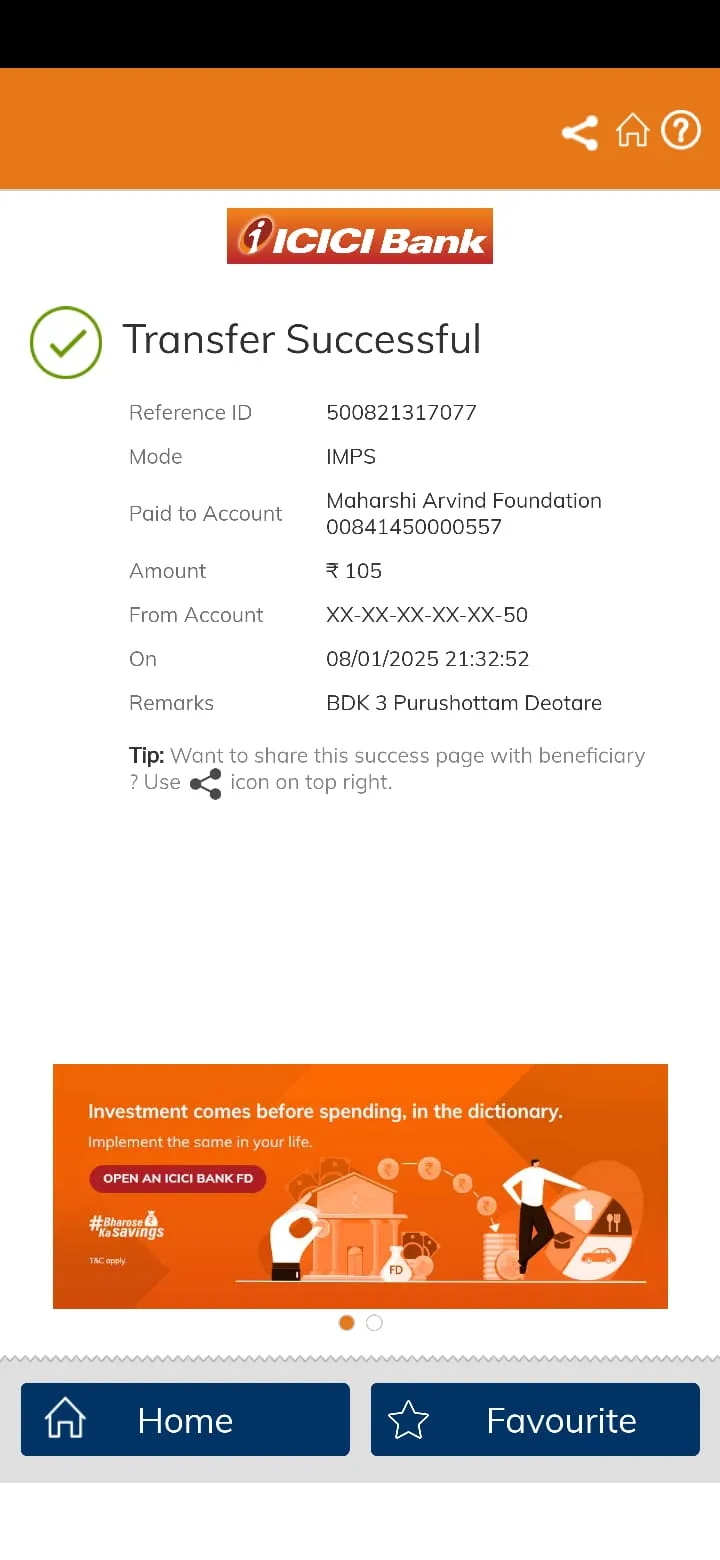 ICICI Bank
Transfer Successful
Reference ID 500821317077
Mode IMPS
Paid to Account Maharshi Arvind Foundation
00841450000557
Amount ₹ 105
From Account XX-XX-XX-XX-XX-50
On 08/01/2025 21:32:52
Remarks BDK 3 Purushottam Deotare
Tip: Want to share this success page with beneficiary
? Use icon on top right.
Investment comes before spending, in the dictionary.
Implement the same in your life.
OPEN AN ICICI BANK FD
#Bharose
Ka savings
T&C apply.
FD
Home
Favourite